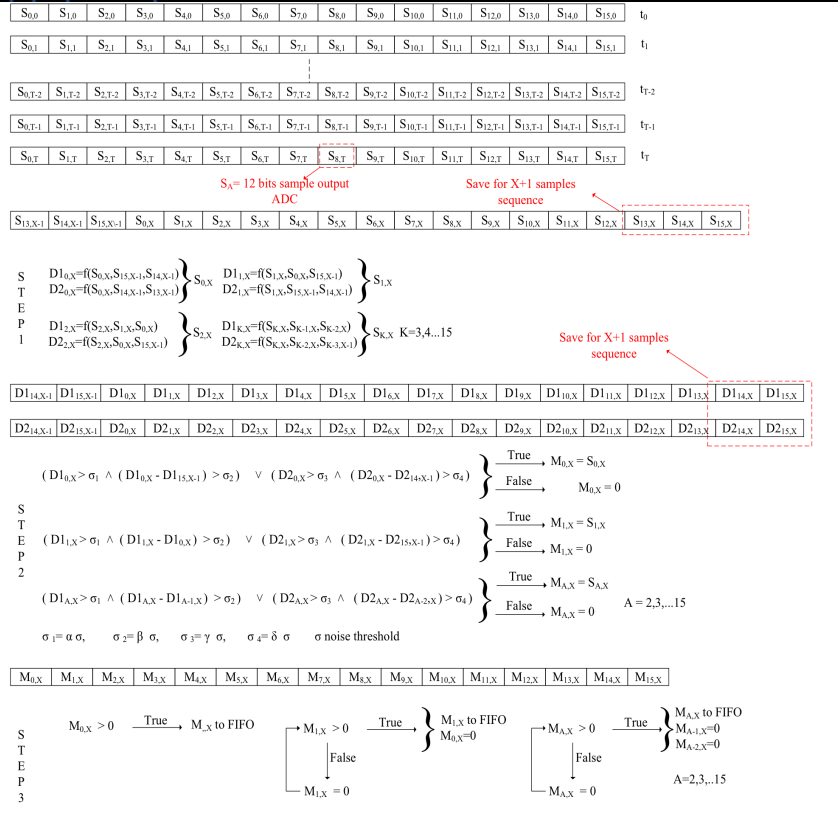 S0,0 S1,0 S2,0 S3,0 S4,0 S5,0 S6,0 S7,0 S8,0 S9,0 S10,0 S11,0 S12,0 S13,0 S14,0 S15,0 t0
S0,1 S1,1 S2,1 S3,1 S4,1 S5,1 S6,1 S7,1 S8,1 S9,1 S10,1 S11,1 S12,1 S13,1 S14,1 S15,1 t1
S0,T-2 S1,T-2 S2,T-2 S3,T-2 S4,T-2 S5,T-2 S6,T-2 S7,T-2 S8,T-2 S9,T-2 S10,T-2 S11,T-2 S12,T-2 S13,T-2 S14,T-2 S15,T-2 tT-2
S0,T-1 S1,T-1 S2,T-1 S3,T-1 S4,T-1 S5,T-1 S6,T-1 S7,T-1 S8,T-1 S9,T-1 S10,T-1 S11,T-1 S12,T-1 S13,T-1 S14,T-1 S15,T-1 tT-1
S0,T S1,T S2,T S3,T S4,T S5,T S6,T S7,T S8,T S9,T S10,T S11,T S12,T S13,T S14,T S15,T tT
SA= 12 bits sample output
ADC
Save for X+1 samples
sequence
S13,X-1 S14,X-1 S15,X\-1 S0,X S1,X S2,X S3,X S4,X S5,X S6,X S7,X S8,X S9,X S10,X S11,X S12,X S13,X S14,X S15,X
STEP1
D10,X=f(S0,X,S15,X-1,S14,X-1)
D20,X=f(S0,X,S14,X-1,S13,X-1)
S0,X
D11,X=f(S1,X,S0,X,S15,X-1)
D21,X=f(S1,X,S15,X-1,S14,X-1)
S1,X
D12,X=f(S2,X,S1,X,S0,X)
D22,X=f(S2,X,S0,X,S15,X-1)
S2,X
D1K,X=f(SK,X,SK-1,X,SK-2,X)
D2K,X=f(SK,X,SK-2,X,SK-3,X-1)
SK,X K=3,4...15
Save for X+1 samples
sequence
D114,X-1 D115,X-1 D10,X D11,X D12,X D13,X D14,X D15,X D16,X D17,X D18,X D19,X D110,X D111,X D112,X D113,X D114,X D115,X
D214,X-1 D215,X-1 D20,X D21,X D22,X D23,X D24,X D25,X D26,X D27,X D28,X D29,X D210,X D211,X D212,X D213,X D214,X D215,X
STEP2
( D10,X> σ1 ∧ ( D10,X - D115,X-1 ) > σ2 ) ∨ ( D20,X> σ3 ∧ ( D20,X - D214,X-1 ) > σ4 )
True M0,X = S0,X
False M0,X = 0
( D11,X> σ1 ∧ ( D11,X - D10,X ) > σ2 ) ∨ ( D21,X> σ3 ∧ ( D21,X - D215,X-1 ) > σ4 )
True M1,X = S1,X
False M1,X = 0
( D1A,X> σ1 ∧ ( D1A,X - D1A-1,X ) > σ2 ) ∨ ( D2A,X> σ3 ∧ ( D2A,X - D2A-2,X ) > σ4 )
True MA,X = SA,X
False MA,X = 0 A = 2,3,...15
σ 1= α σ, σ 2= β σ, σ 3= γ σ, σ 4= δ σ σ noise threshold
M0,X M1,X M2,X M3,X M4,X M5,X M6,X M7,X M8,X M9,X M10,X M11,X M12,X M13,X M14,X M15,X
STEP3
M0,X > 0 True M,,X to FIFO
M1,X > 0 True M1,X to FIFO
M0,X=0
False
M1,X = 0
MA,X > 0 True MA,X to FIFO
MA-1,X=0
MA-2,X=0
False
MA,X = 0
A=2,3,..15